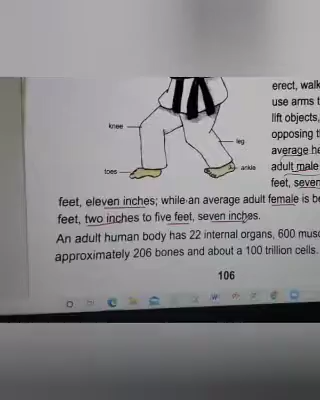 erect, walk
use arms t
lift objects,
opposing t
average he
adult male
feet, seven
knee
leg
toes
ankle
feet, eleven inches; while an average adult female is be
feet, two inches to five feet, seven inches.
An adult human body has 22 internal organs, 600 musc
approximately 206 bones and about a 100 trillion cells.
106